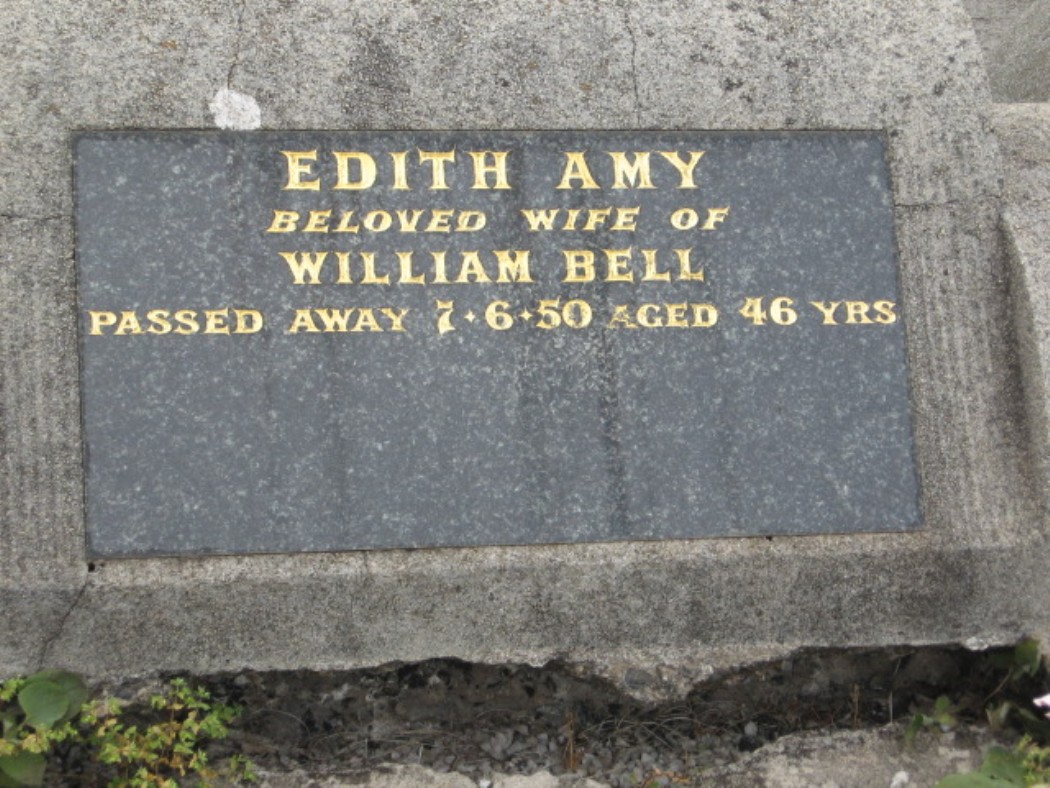 EDITH AMY
BELOVED WIFE OF
WILLIAM BELL
PASSED AWAY 7·6·50 AGED 46 YRS